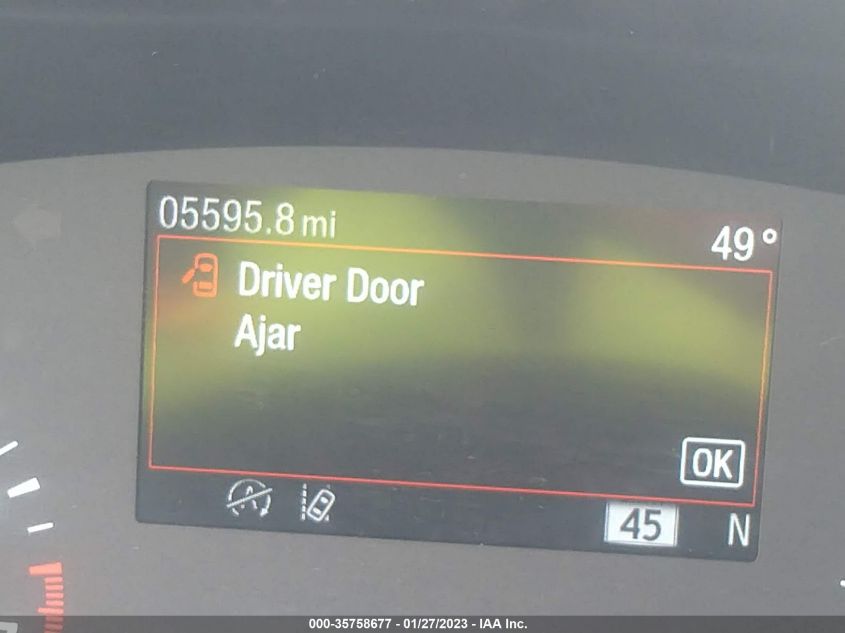 05595.8 mi
49°
Driver Door
Ajar
OK
45 N
000-35758677 - 01/27/2023 - IAA Inc.